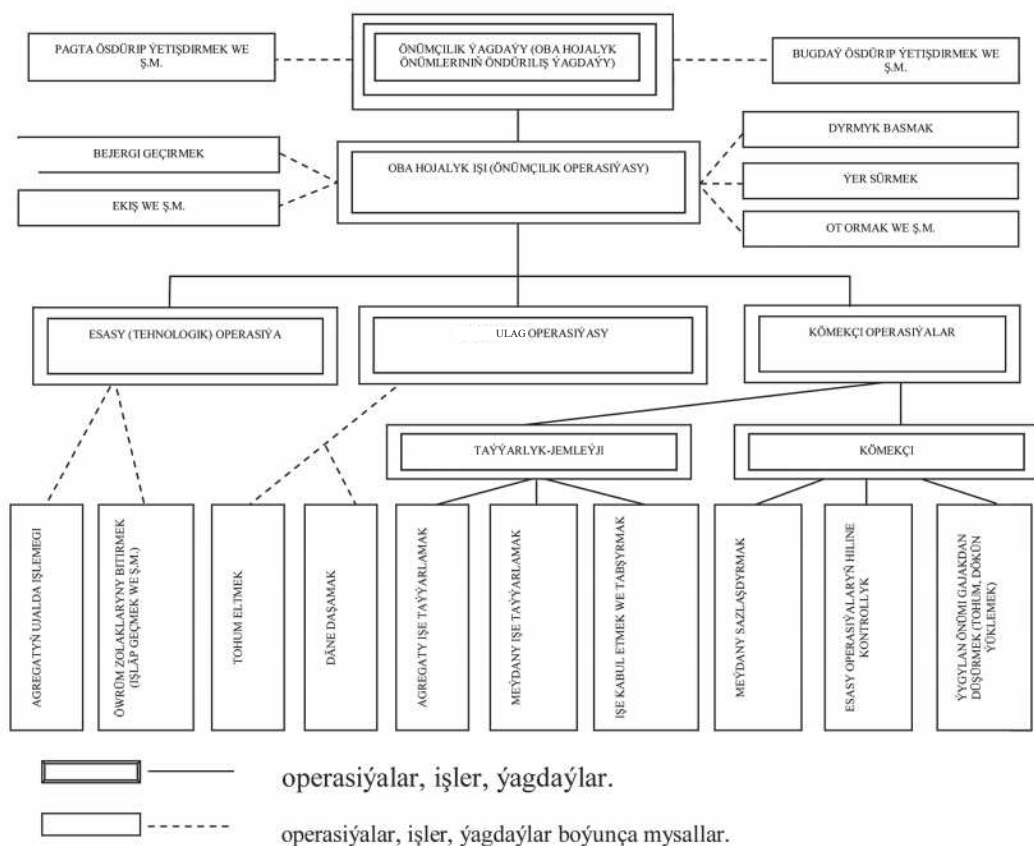 PAGTA ÖSDÜRIP ÝETIŞDIRMEK WE
Ş.M.
ÖNÜMÇILIK ÝAGDAÝY (OBA HOJALYK
ÖNÜMLERINIŇ ÖNDÜRILIŞ ÝAGDAÝY)
BUGDAÝ ÖSDÜRIP ÝETIŞDIRMEK WE
Ş.M.
BEJERGI GEÇIRMEK
EKIŞ WE Ş.M.
OBA HOJALYK IŞI (ÖNÜMÇILIK OPERASIÝASY)
DYRMYK BASMAK
ÝER SÜRMEK
OT ORMAK WE Ş.M.
ESASY (TEHNOLOGIK) OPERASIÝA
ULAG OPERASIÝASY
KÖMEKÇI OPERASIÝALAR
TAÝÝARLYK-JEMLEÝJI
KÖMEKÇI
AGREGATYŇ UJALDA IŞLEMEGI
ÖWRÜM ZOLAKLARYNY BITIRMEK
(IŞLÄP GEÇMEK WE Ş.M.)
TOHUM ELTMEK
DÄNE DAŞAMAK
AGREGATY IŞE TAÝÝARLAMAK
MEÝDANY IŞE TAÝÝARLAMAK
IŞE KABUL ETMEK WE TABŞYRMAK
MEÝDANY SAZLAŞDYRMAK
ESASY OPERASIÝALARYŇ HILINE
KONTROLLYK
ÝYGYLAN ÖNÜMI GAJAKDAN
DÜŞÜRMEK (TOHUM, DÖKÜN
ÝÜKLEMEK)
operasiýalar, işler, ýagdaýlar.
operasiýalar, işler, ýagdaýlar boýunça mysallar.